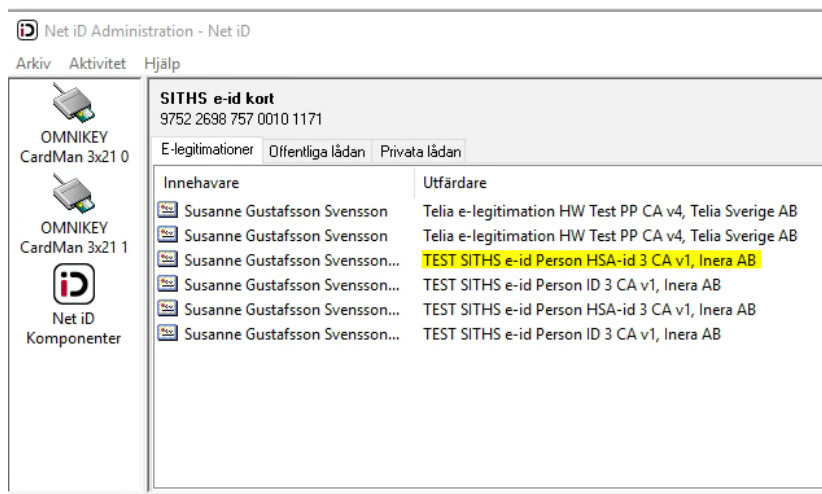 Net iD Administration - Net iD
Arkiv Aktivitet Hjälp
OMNIKEY
CardMan 3x21 0
OMNIKEY
CardMan 3x21 1
Net iD
Komponenter
SITHS e-id kort
9752 2698 757 0010 1171
E-legitimationer Offentliga lådan Privata lådan
Innehavare Utfärdare
Susanne Gustafsson Svensson Telia e-legitimation HW Test PP CA v4, Telia Sverige AB
Susanne Gustafsson Svensson Telia e-legitimation HW Test PP CA v4, Telia Sverige AB
Susanne Gustafsson Svensson... TEST SITHS e-id Person HSA-id 3 CA v1, Inera AB
Susanne Gustafsson Svensson... TEST SITHS e-id Person ID 3 CA v1, Inera AB
Susanne Gustafsson Svensson... TEST SITHS e-id Person HSA-id 3 CA v1, Inera AB
Susanne Gustafsson Svensson... TEST SITHS e-id Person ID 3 CA v1, Inera AB